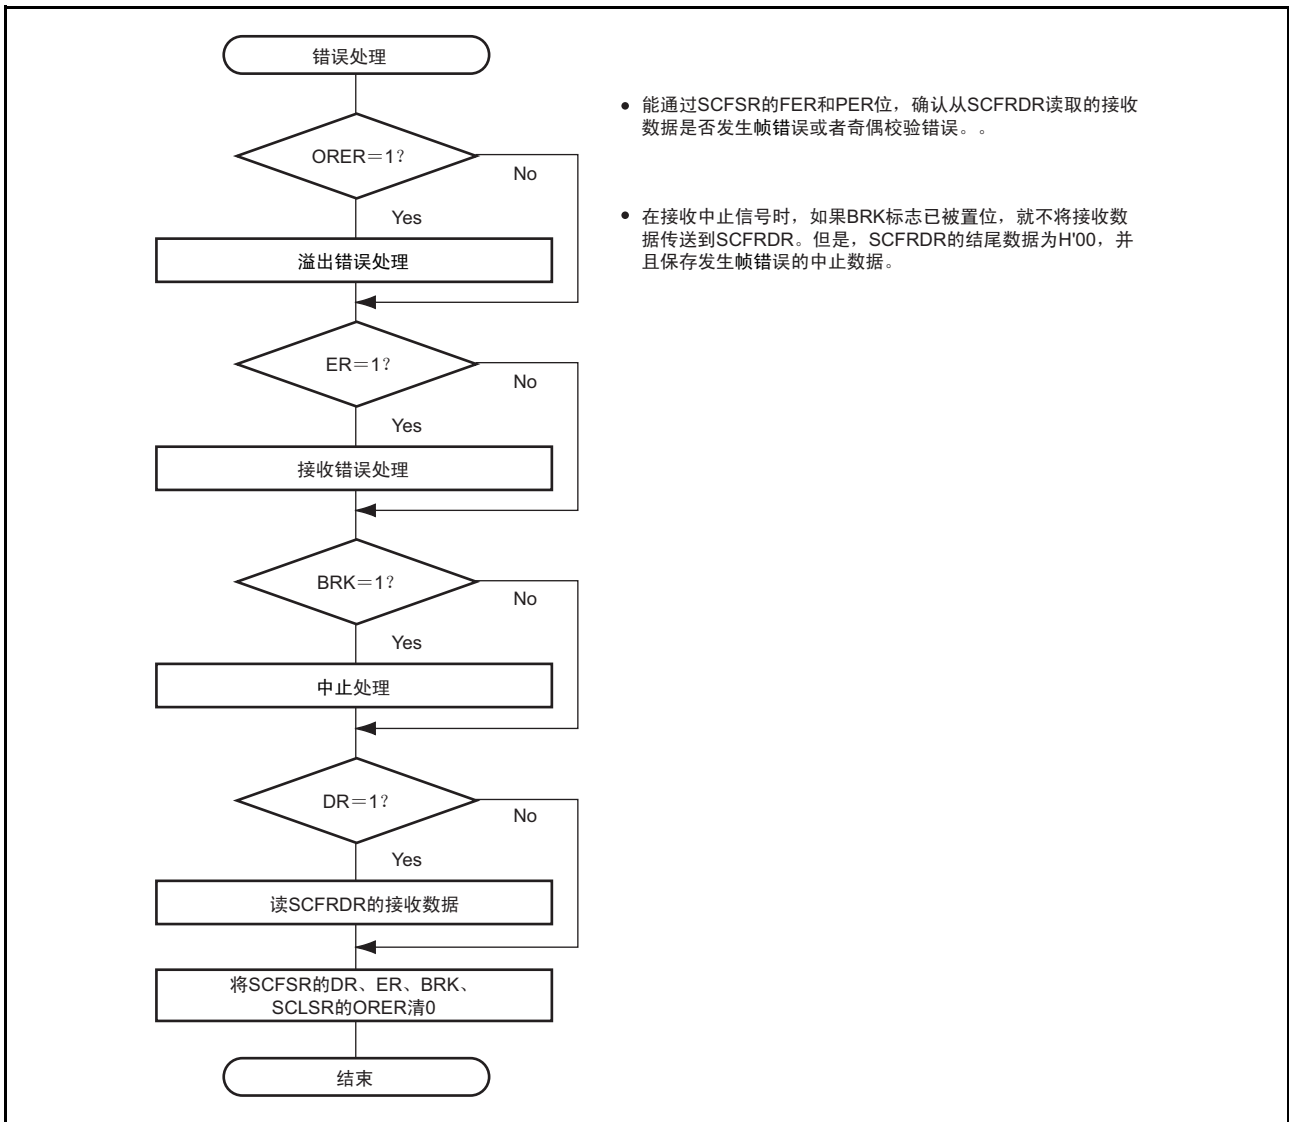 错误处理
ORER＝1？
No
Yes
溢出错误处理
ER＝1？
No
Yes
接收错误处理
BRK＝1？
No
Yes
中止处理
DR＝1？
No
Yes
读SCFRDR的接收数据
将SCFSR的DR、ER、BRK、
SCLSR的ORER清0
结束
● 能通过SCFSR的FER和PER位，确认从SCFRDR读取的接收
数据是否发生帧错误或者奇偶校验错误。。
● 在接收中止信号时，如果BRK标志已被置位，就不将接收数
据传送到SCFRDR。但是，SCFRDR的结尾数据为H'00，并
且保存发生帧错误的中止数据。